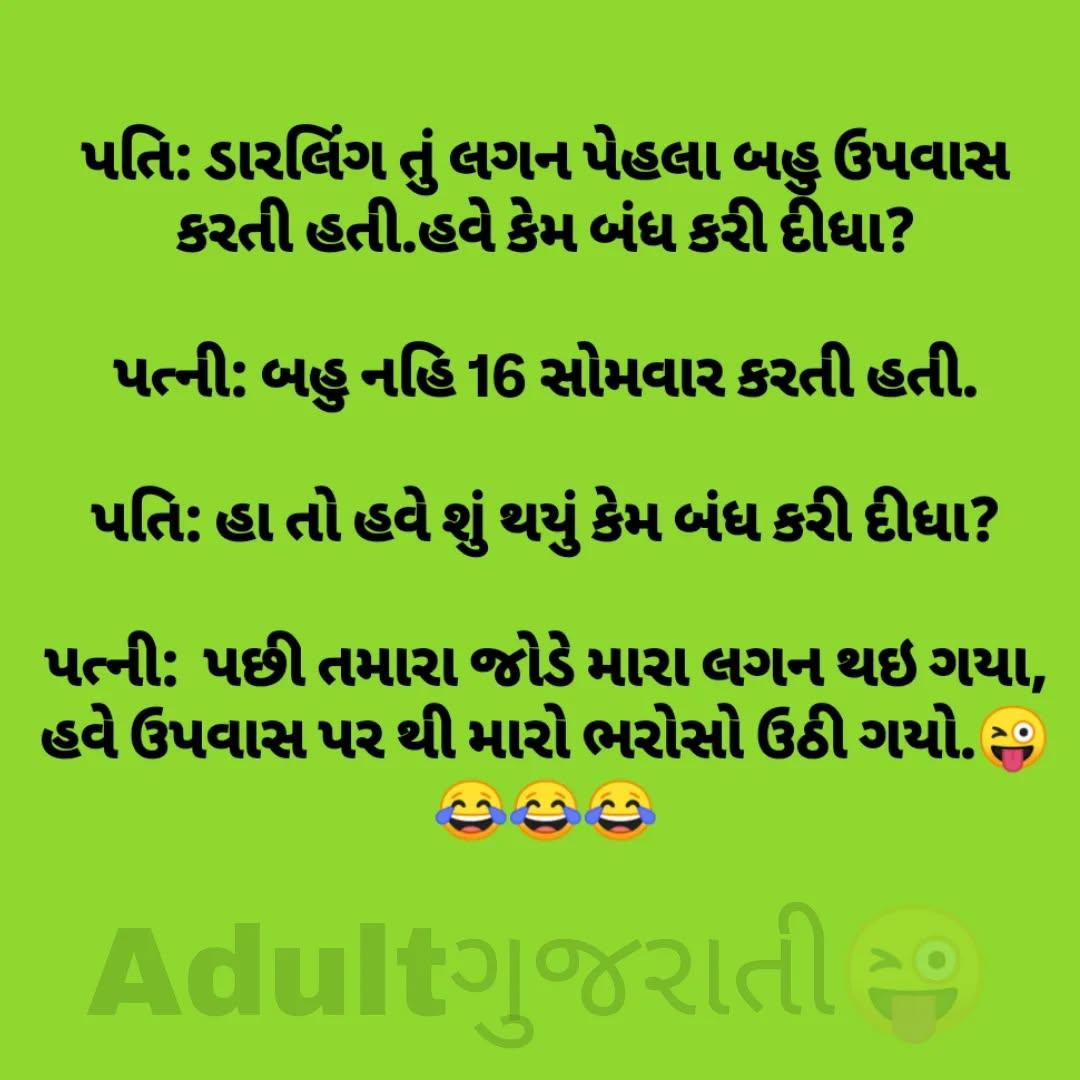 પતિ: ડારલિંગ તું લગન પેહલા બહુ ઉપવાસ
કરતી હતી.હવે કેમ બંધ કરી દીધા?
પત્ની: બહુ નહિ 16 સોમવાર કરતી હતી.
પતિ: હા તો હવે શું થયું કેમ બંધ કરી દીધા?
પત્ની: પછી તમારા જોડે મારા લગન થઇ ગયા,
હવે ઉપવાસ પર થી મારો ભરોસો ઉઠી ગયો.😜
😂😂😂
Adultગુજરાતી😜